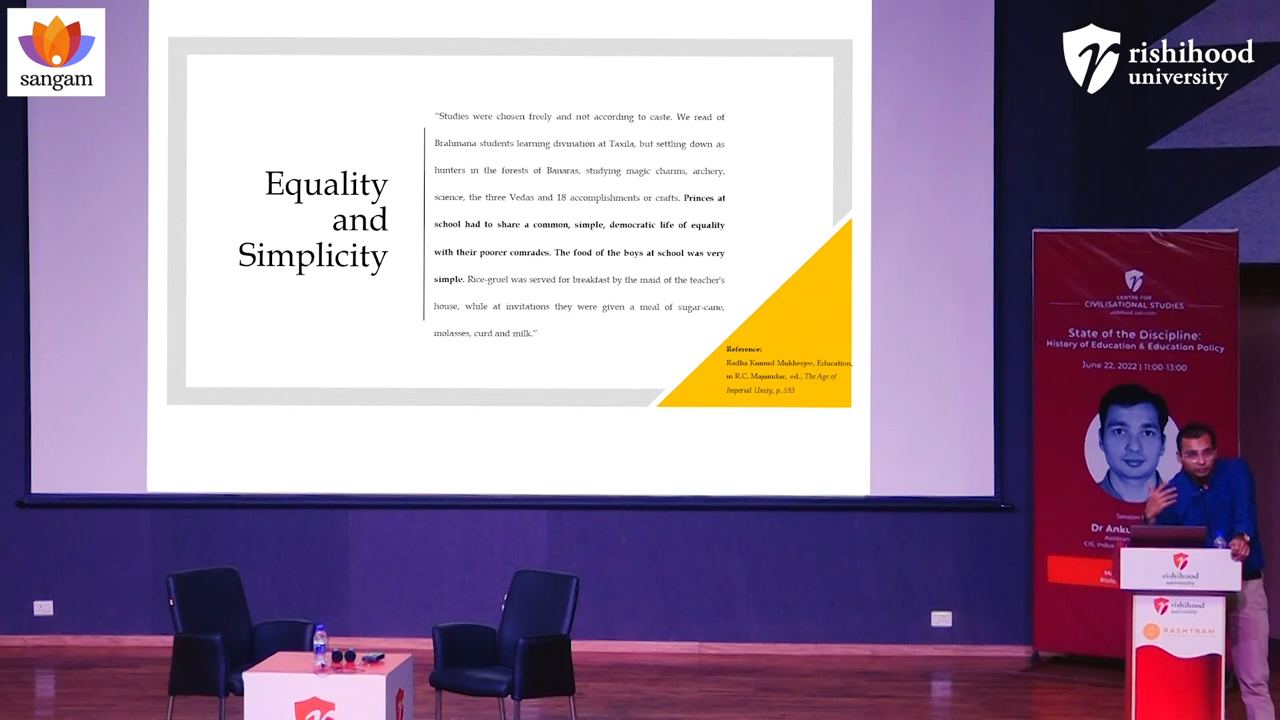 sangam
rishihood
university
Equality
and
Simplicity
“Studies were chosen freely and not according to caste. We read of
Brahmana students learning divination at Taxila, but settling down as
hunters in the forests of Banaras, studying magic charms, archery,
science, the three Vedas and 18 accomplishments or crafts. Princes at
school had to share a common, simple, democratic life of equality
with their poorer comrades. The food of the boys at school was very
simple. Rice-gruel was served for breakfast by the maid of the teacher's
house, while at invitations they were given a meal of sugar-cane,
molasses, curd and milk.”
Reference:
Radha Kumud Mukherjee, Education,
in R.C. Majumdar, ed., The Age of
Imperial Unity, p. 593
CENTRE FOR
CIVILISATIONAL STUDIES
rishihood university
State of the Discipline:
History of Education & Education Policy
June 22, 2022 | 11:00-13:00
Session
Dr
rishihood
university
rishihood
university
RASHTRAM